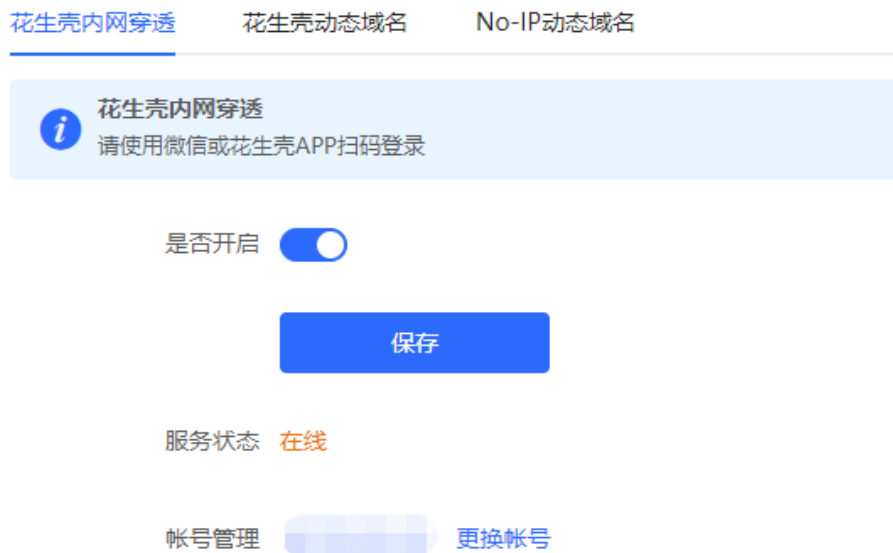 花生壳内网穿透 花生壳动态域名 No-IP动态域名
花生壳内网穿透
请使用微信或花生壳APP扫码登录
是否开启
保存
服务状态 在线
帐号管理 更换帐号